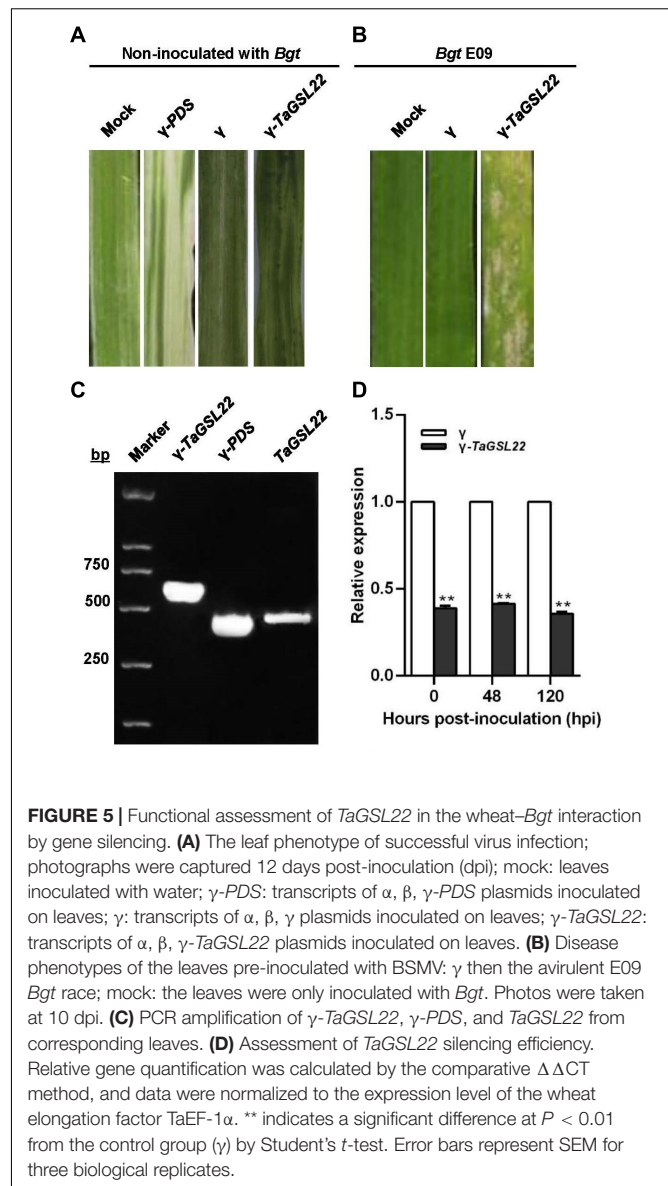 A
Non-inoculated with Bgt
Mock
γ-PDS
γ
γ-TaGSL22
B
Bgt E09
Mock
γ
γ-TaGSL22
C
bp
Marker
γ-TaGSL22
γ-PDS
TaGSL22
750
500
250
D
1.5
1.0
0.5
0.0
Relative expression
γ
γ-TaGSL22
**
**
**
0 48 120
Hours post-inoculation (hpi)
FIGURE 5 | Functional assessment of TaGSL22 in the wheat–Bgt interaction
by gene silencing. (A) The leaf phenotype of successful virus infection;
photographs were captured 12 days post-inoculation (dpi); mock: leaves
inoculated with water; γ-PDS: transcripts of α, β, γ-PDS plasmids inoculated
on leaves; γ: transcripts of α, β, γ plasmids inoculated on leaves; γ-TaGSL22:
transcripts of α, β, γ-TaGSL22 plasmids inoculated on leaves. (B) Disease
phenotypes of the leaves pre-inoculated with BSMV: γ then the avirulent E09
Bgt race; mock: the leaves were only inoculated with Bgt. Photos were taken
at 10 dpi. (C) PCR amplification of γ-TaGSL22, γ-PDS, and TaGSL22 from
corresponding leaves. (D) Assessment of TaGSL22 silencing efficiency.
Relative gene quantification was calculated by the comparative ΔΔCT
method, and data were normalized to the expression level of the wheat
elongation factor TaEF-1α. ** indicates a significant difference at P < 0.01
from the control group (γ) by Student's t-test. Error bars represent SEM for
three biological replicates.